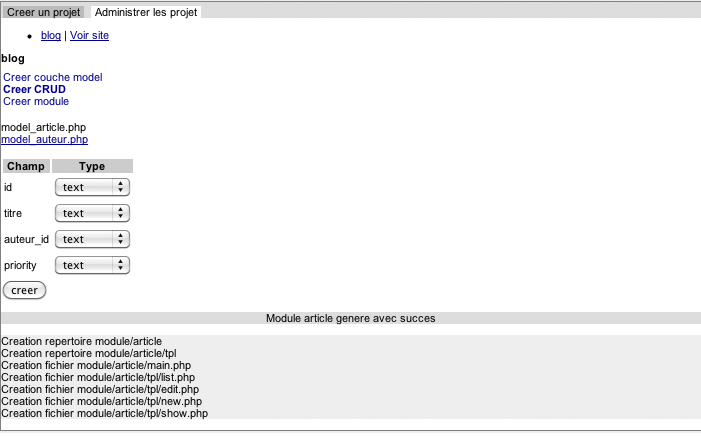 Creer un projet Administrer les projet
• blog | Voir site
blog
Creer couche model
Creer CRUD
Creer module
model_article.php
model_auteur.php
Champ Type
id text
titre text
auteur_id text
priority text
creer
Module article genere avec succes
Creation repertoire module/article
Creation repertoire module/article/tpl
Creation fichier module/article/main.php
Creation fichier module/article/tpl/list.php
Creation fichier module/article/tpl/edit.php
Creation fichier module/article/tpl/new.php
Creation fichier module/article/tpl/show.php